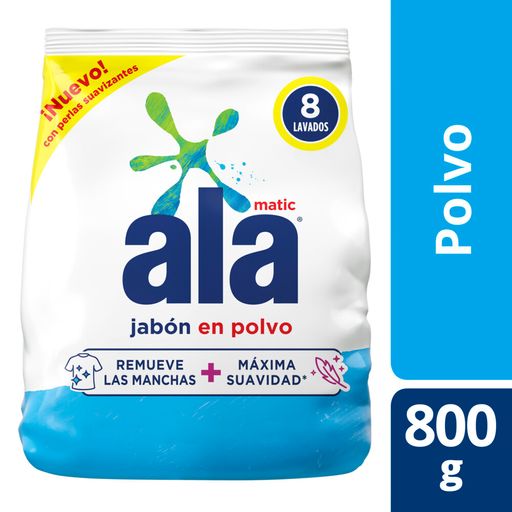 ¡Nuevo!
con perlas suavizantes
8
LAVADOS
matic
ala®
jabón en polvo
REMUEVE
LAS MANCHAS
+
MÁXIMA
SUAVIDAD*
Polvo
800
g